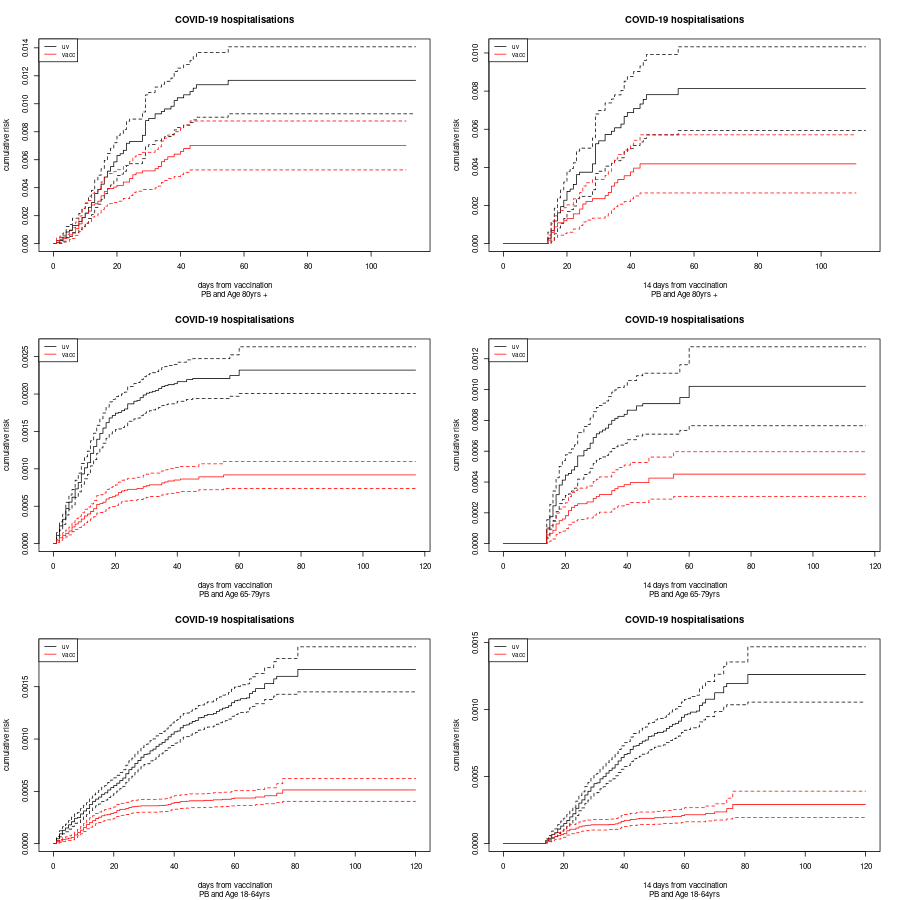 COVID-19 hospitalisations
uv
vacc
cumulative risk
0.000 0.002 0.004 0.006 0.008 0.010 0.012 0.014
0 20 40 60 80 100
days from vaccination
PB and Age 80yrs +
COVID-19 hospitalisations
uv
vacc
cumulative risk
0.000 0.002 0.004 0.006 0.008 0.010
0 20 40 60 80 100
14 days from vaccination
PB and Age 80yrs +
COVID-19 hospitalisations
uv
vacc
cumulative risk
0.0000 0.0005 0.0010 0.0015 0.0020 0.0025
0 20 40 60 80 100 120
days from vaccination
PB and Age 65-79yrs
COVID-19 hospitalisations
uv
vacc
cumulative risk
0.0000 0.0002 0.0004 0.0006 0.0008 0.0010 0.0012
0 20 40 60 80 100 120
14 days from vaccination
PB and Age 65-79yrs
COVID-19 hospitalisations
uv
vacc
cumulative risk
0.0000 0.0005 0.0010 0.0015
0 20 40 60 80 100 120
days from vaccination
PB and Age 18-64yrs
COVID-19 hospitalisations
uv
vacc
cumulative risk
0.0000 0.0005 0.0010 0.0015
0 20 40 60 80 100 120
14 days from vaccination
PB and Age 18-64yrs